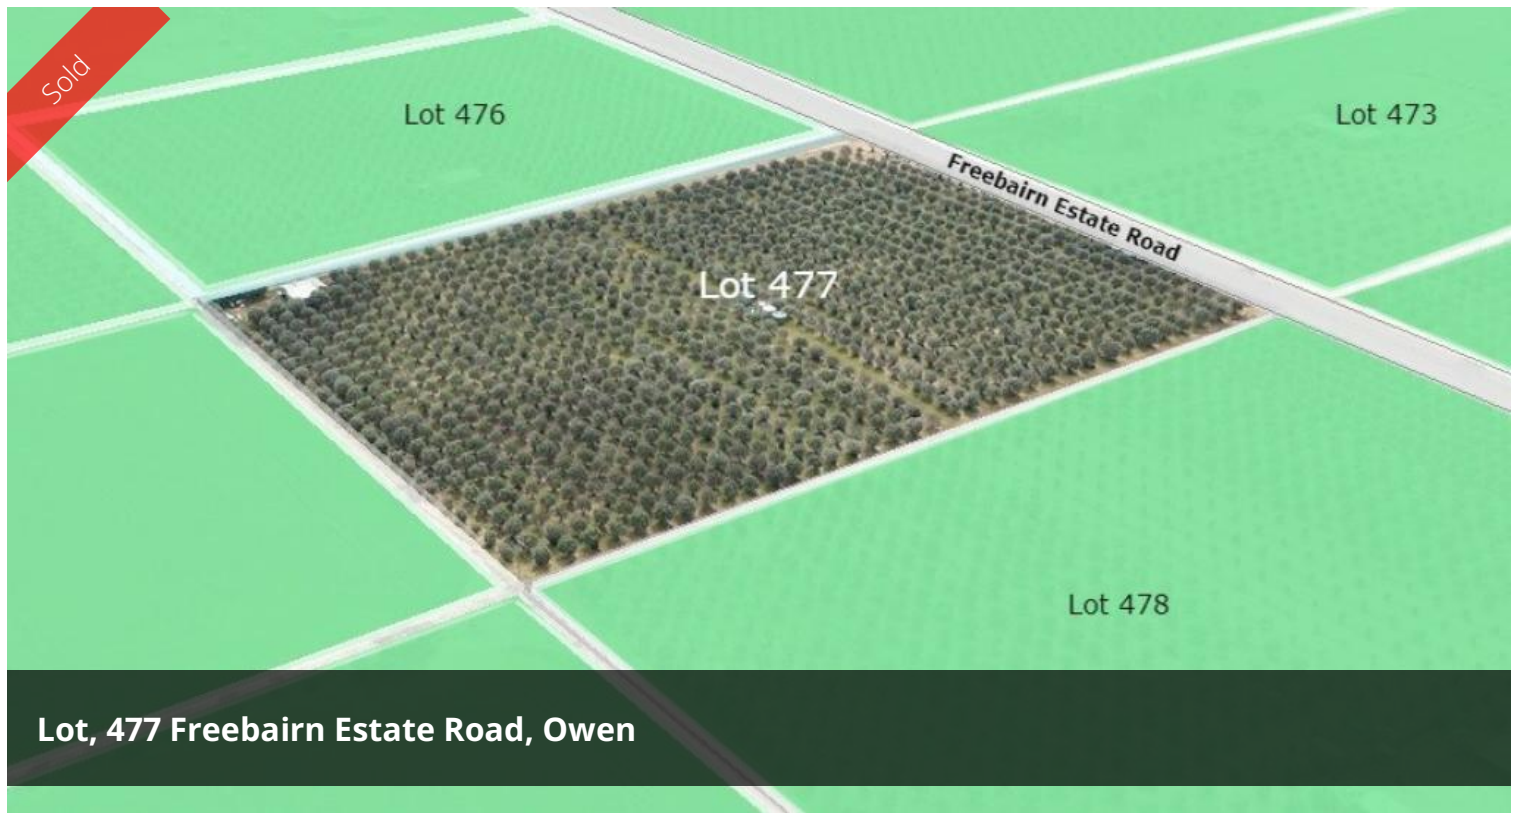 Sold
Lot 476
Lot 473
Freebairn Estate Road
Lot 477
Lot 478
Lot, 477 Freebairn Estate Road, Owen